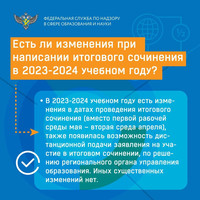 ФЕДЕРАЛЬНАЯ СЛУЖБА ПО НАДЗОРУ
В СФЕРЕ ОБРАЗОВАНИЯ И НАУКИ
Есть ли изменения при
написании итогового сочинения
в 2023-2024 учебном году?
• В 2023-2024 учебном году есть изме-
нения в датах проведения итогового
сочинения (вместо первой рабочей
среды мая – вторая среда апреля),
также появилась возможность дис-
танционной подачи заявления на уча-
стие в итоговом сочинении, по реше-
нию регионального органа управления
образования. Иных существенных
изменений нет.